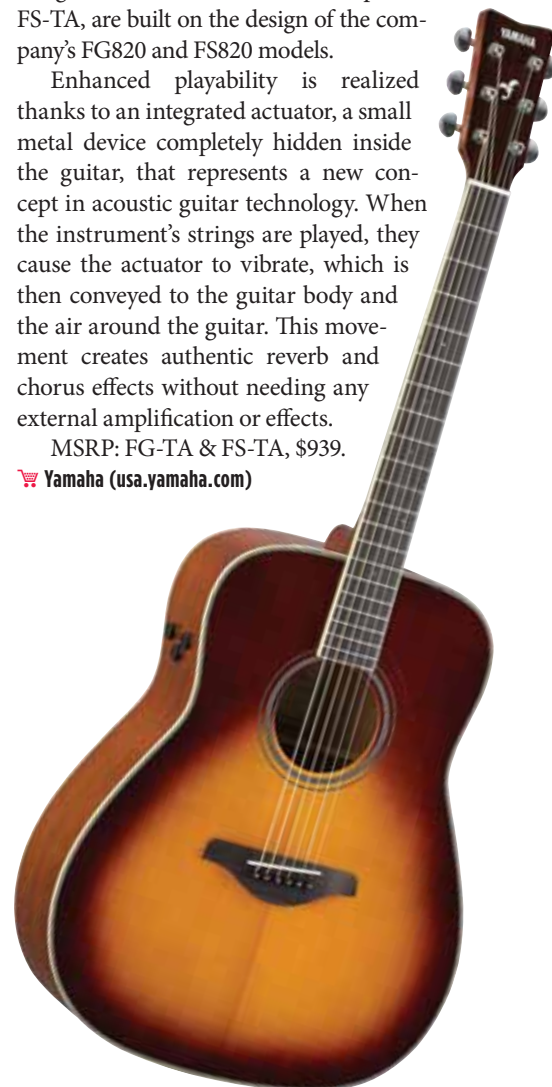 FS-TA, are built on the design of the com-
pany's FG820 and FS820 models.
Enhanced playability is realized
thanks to an integrated actuator, a small
metal device completely hidden inside
the guitar, that represents a new con-
cept in acoustic guitar technology. When
the instrument's strings are played, they
cause the actuator to vibrate, which is
then conveyed to the guitar body and
the air around the guitar. This move-
ment creates authentic reverb and
chorus effects without needing any
external amplification or effects.
MSRP: FG-TA & FS-TA, $939.
Yamaha (usa.yamaha.com)
YAMAHA